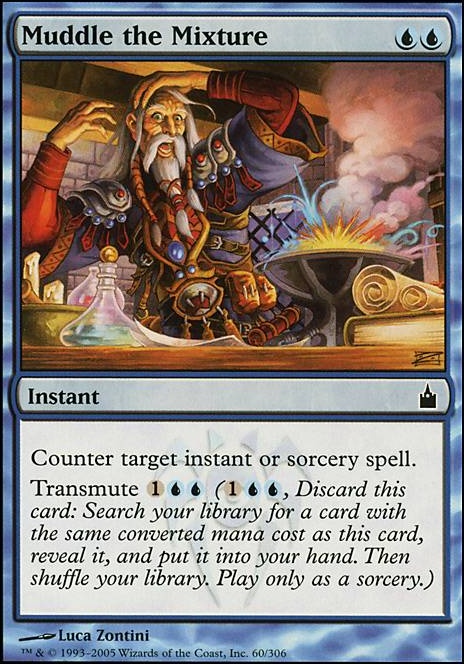 Muddle the Mixture
Instant
Counter target instant or sorcery spell.
Transmute 1 (1, Discard this
card: Search your library for a card with
the same converted mana cost as this card,
reveal it, and put it into your hand. Then
shuffle your library. Play only as a sorcery.)
Luca Zontini
™ & © 1993–2005 Wizards of the Coast, Inc. 60/306